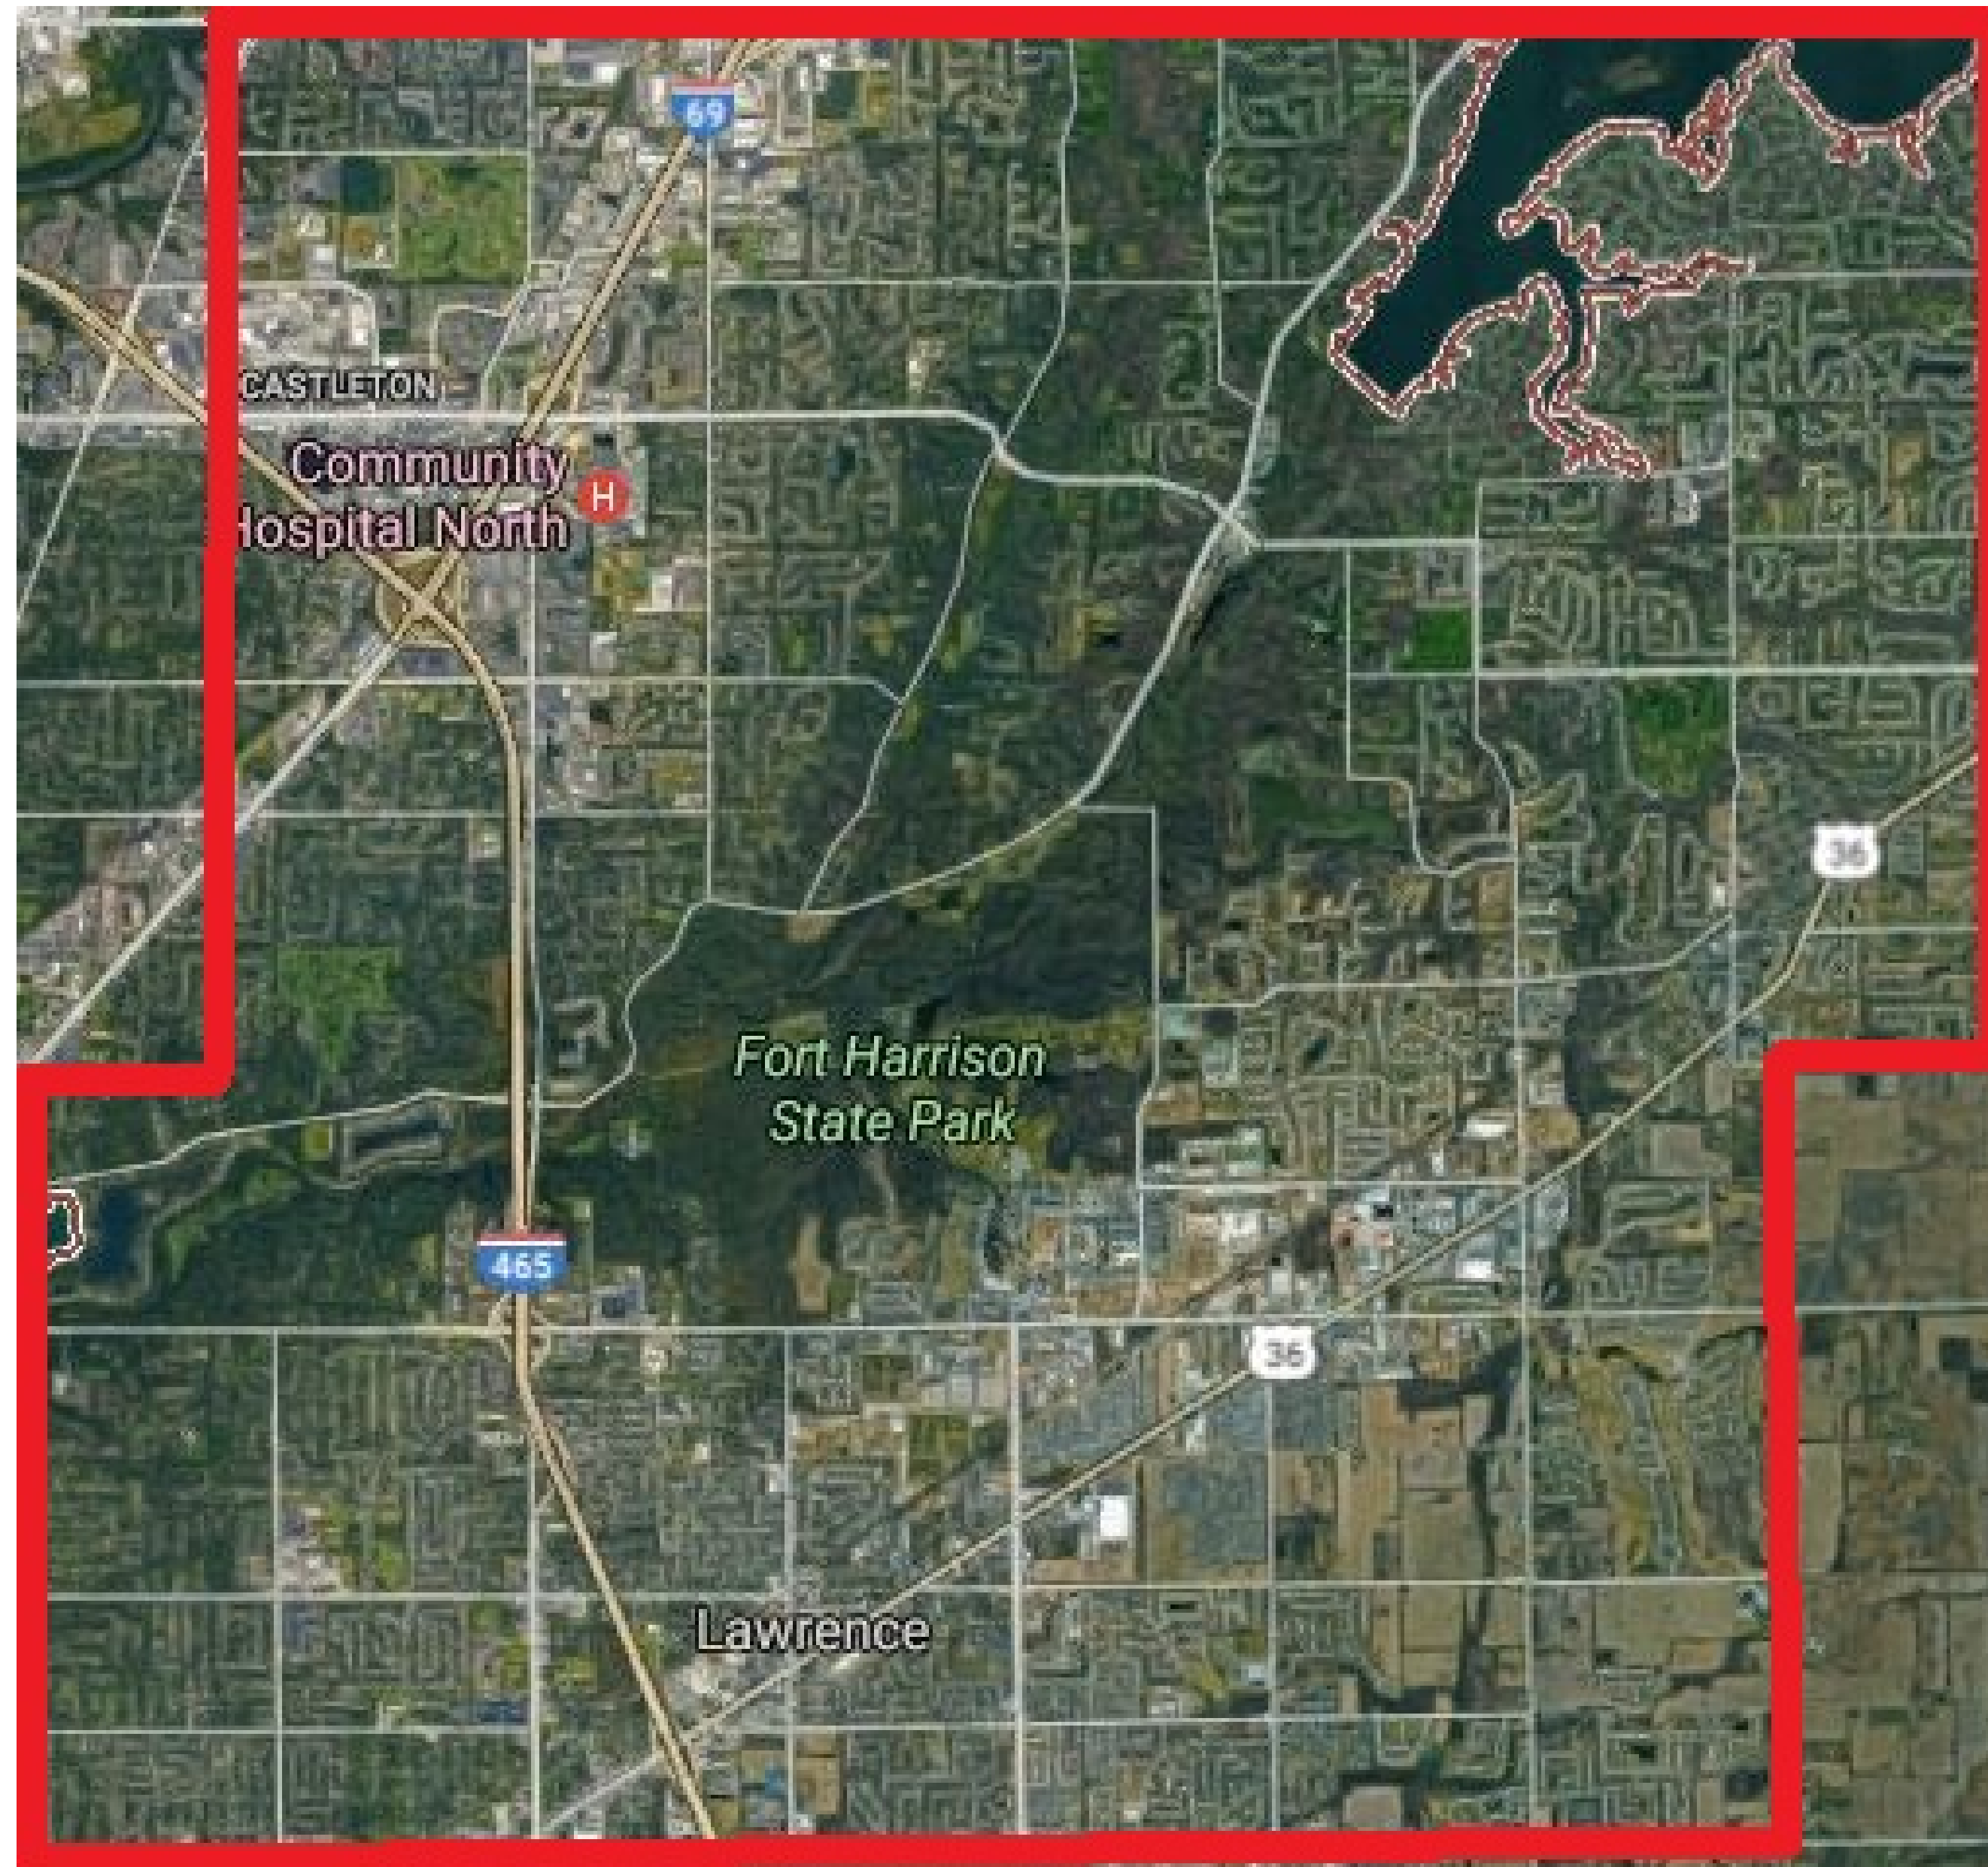 69
CASTLETON
Community
Hospital North
H
36
Fort Harrison
State Park
465
36
Lawrence